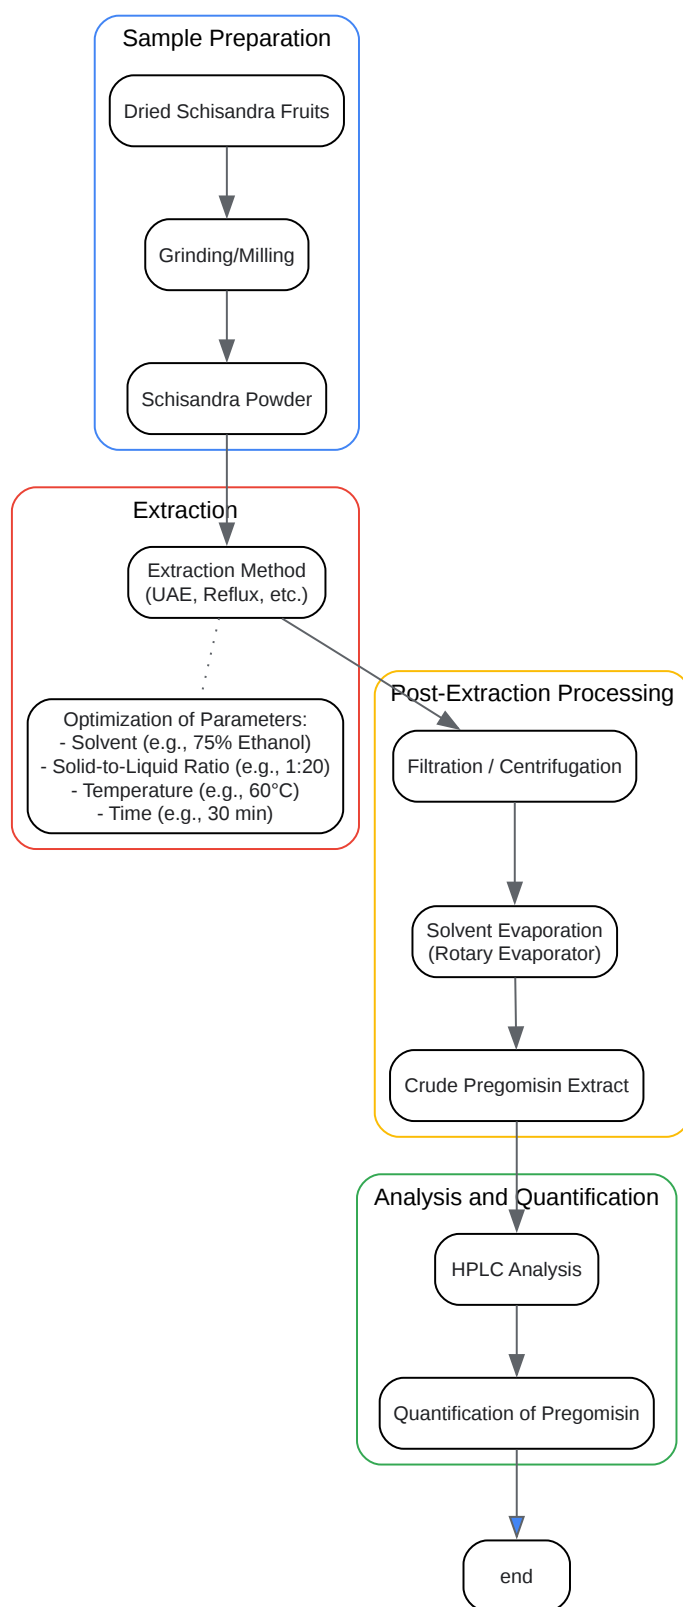 Sample Preparation
Dried Schisandra Fruits
Grinding/Milling
Schisandra Powder
Extraction
Extraction Method
(UAE, Reflux, etc.)
Optimization of Parameters:
- Solvent (e.g., 75% Ethanol)
- Solid-to-Liquid Ratio (e.g., 1:20)
- Temperature (e.g., 60°C)
- Time (e.g., 30 min)
Post-Extraction Processing
Filtration / Centrifugation
Solvent Evaporation
(Rotary Evaporator)
Crude Pregomisin Extract
Analysis and Quantification
HPLC Analysis
Quantification of Pregomisin
end